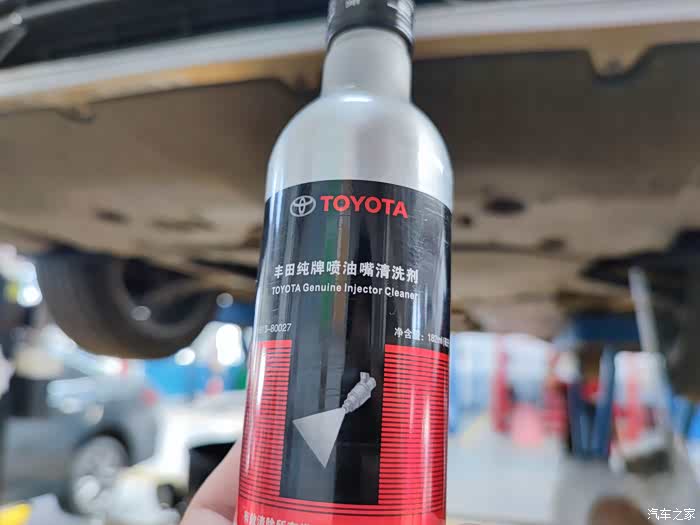 TOYOTA
丰田纯牌喷油嘴清洗剂
TOYOTA Genuine Injector Cleaner
-80027
净含量: 180ml
汽车之家